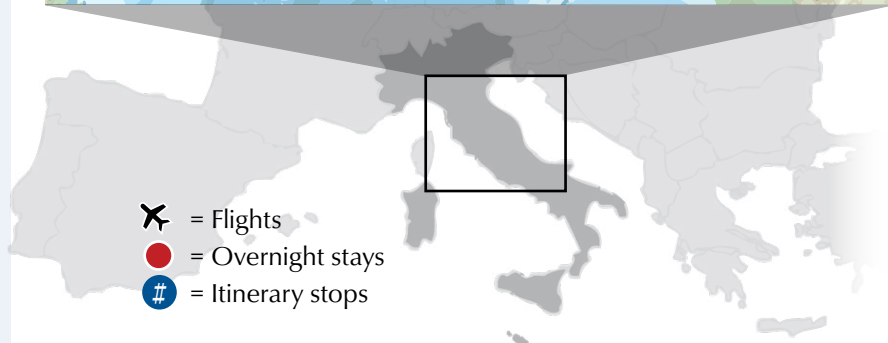 = Flights
= Overnight stays
# = Itinerary stops